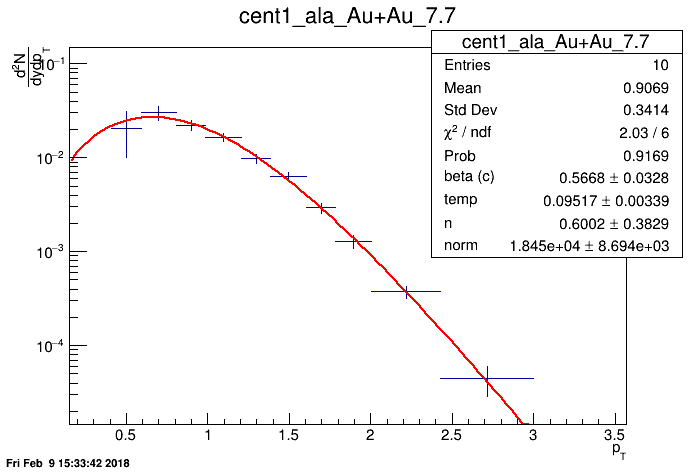 cent1_ala_Au+Au_7.7
d²N
dydp_T
10⁻¹
10⁻²
10⁻³
10⁻⁴
cent1_ala_Au+Au_7.7
Entries 10
Mean 0.9069
Std Dev 0.3414
χ² / ndf 2.03 / 6
Prob 0.9169
beta (c) 0.5668 ± 0.0328
temp 0.09517 ± 0.00339
n 0.6002 ± 0.3829
norm 1.845e+04 ± 8.694e+03
0.5 1 1.5 2 2.5 3 3.5
p_T
Fri Feb 9 15:33:42 2018